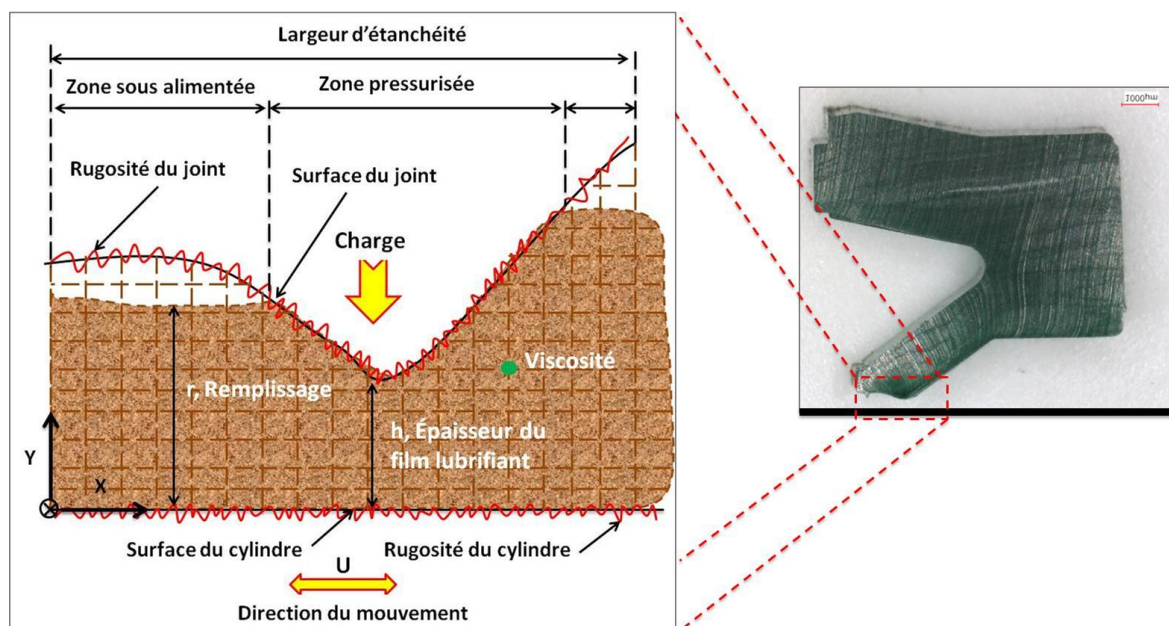 Largeur d'étanchéité
Zone sous alimentée
Zone pressurisée
Rugosité du joint
Surface du joint
Charge
Viscosité
r, Remplissage
h, Épaisseur du
film lubrifiant
Y
X
Surface du cylindre
Rugosité du cylindre
U
Direction du mouvement
1000µm